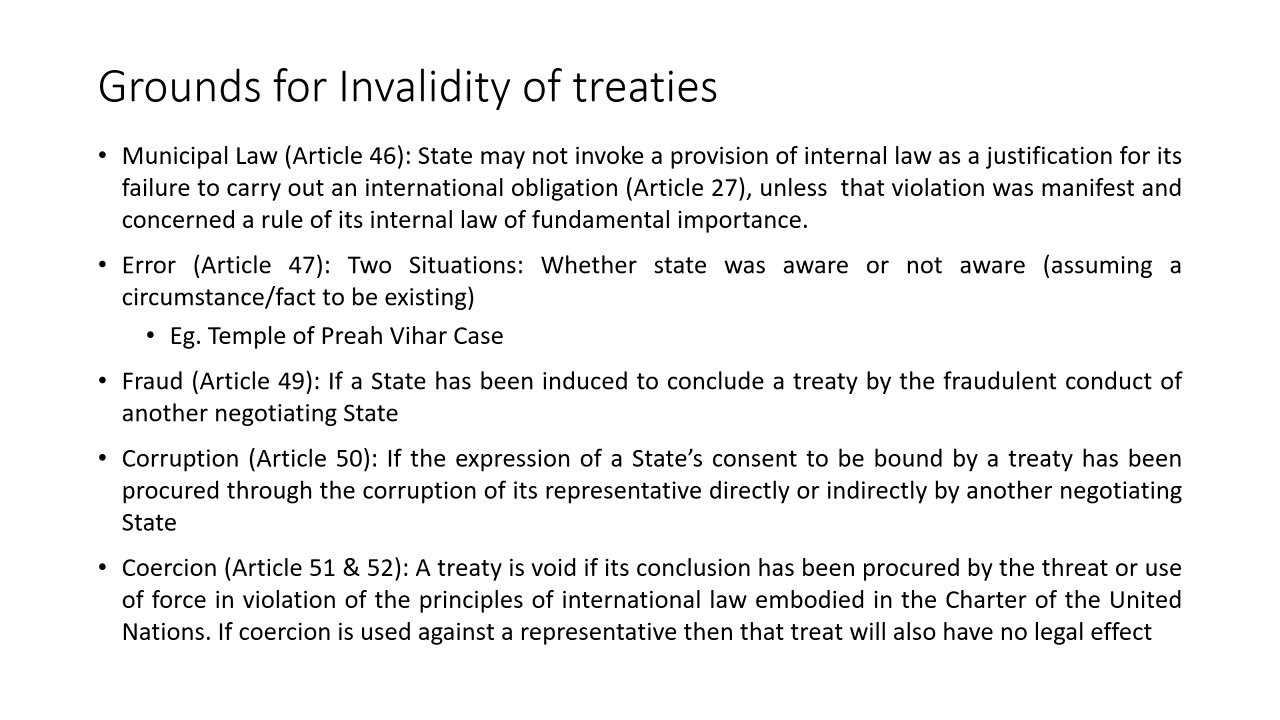 Grounds for Invalidity of treaties
• Municipal Law (Article 46): State may not invoke a provision of internal law as a justification for its
failure to carry out an international obligation (Article 27), unless  that violation was manifest and
concerned a rule of its internal law of fundamental importance.
• Error (Article 47): Two Situations: Whether state was aware or not aware (assuming a
circumstance/fact to be existing)
• Eg. Temple of Preah Vihar Case
• Fraud (Article 49): If a State has been induced to conclude a treaty by the fraudulent conduct of
another negotiating State
• Corruption (Article 50): If the expression of a State’s consent to be bound by a treaty has been
procured through the corruption of its representative directly or indirectly by another negotiating
State
• Coercion (Article 51 & 52): A treaty is void if its conclusion has been procured by the threat or use
of force in violation of the principles of international law embodied in the Charter of the United
Nations. If coercion is used against a representative then that treat will also have no legal effect